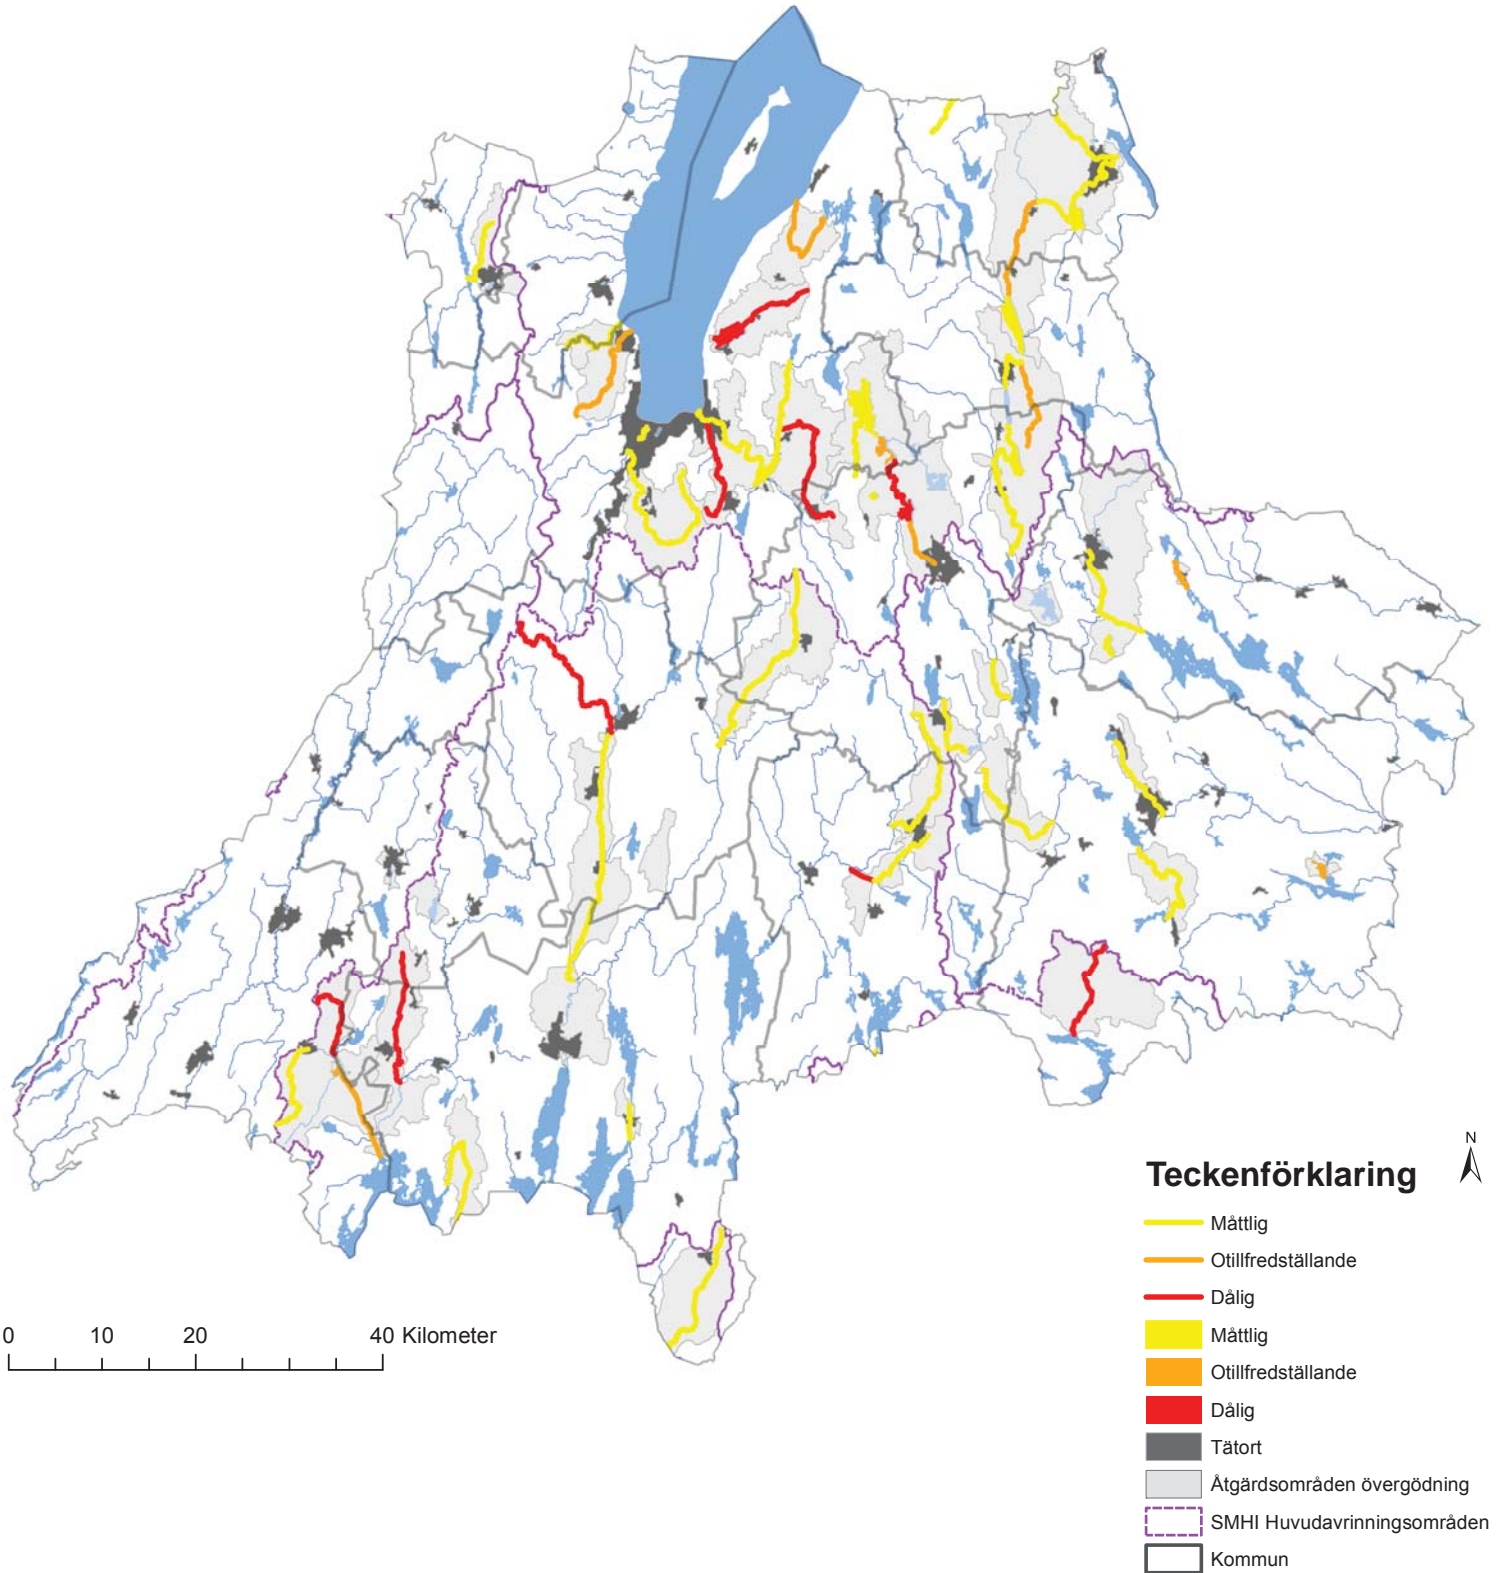 N
Teckenförklaring
Måttlig
Otillfredställande
Dålig
Måttlig
Otillfredställande
Dålig
Tätort
Åtgärdsområden övergödning
SMHI Huvudavrinningsområden
Kommun
0 10 20 40 Kilometer